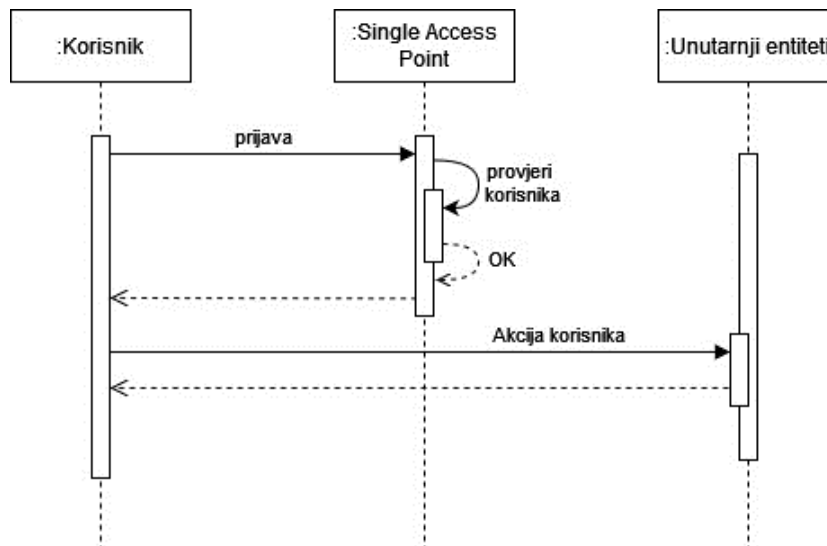 :Korisnik
:Single Access
Point
:Unutarnji entiteti
prijava
provjeri
korisnika
OK
Akcija korisnika